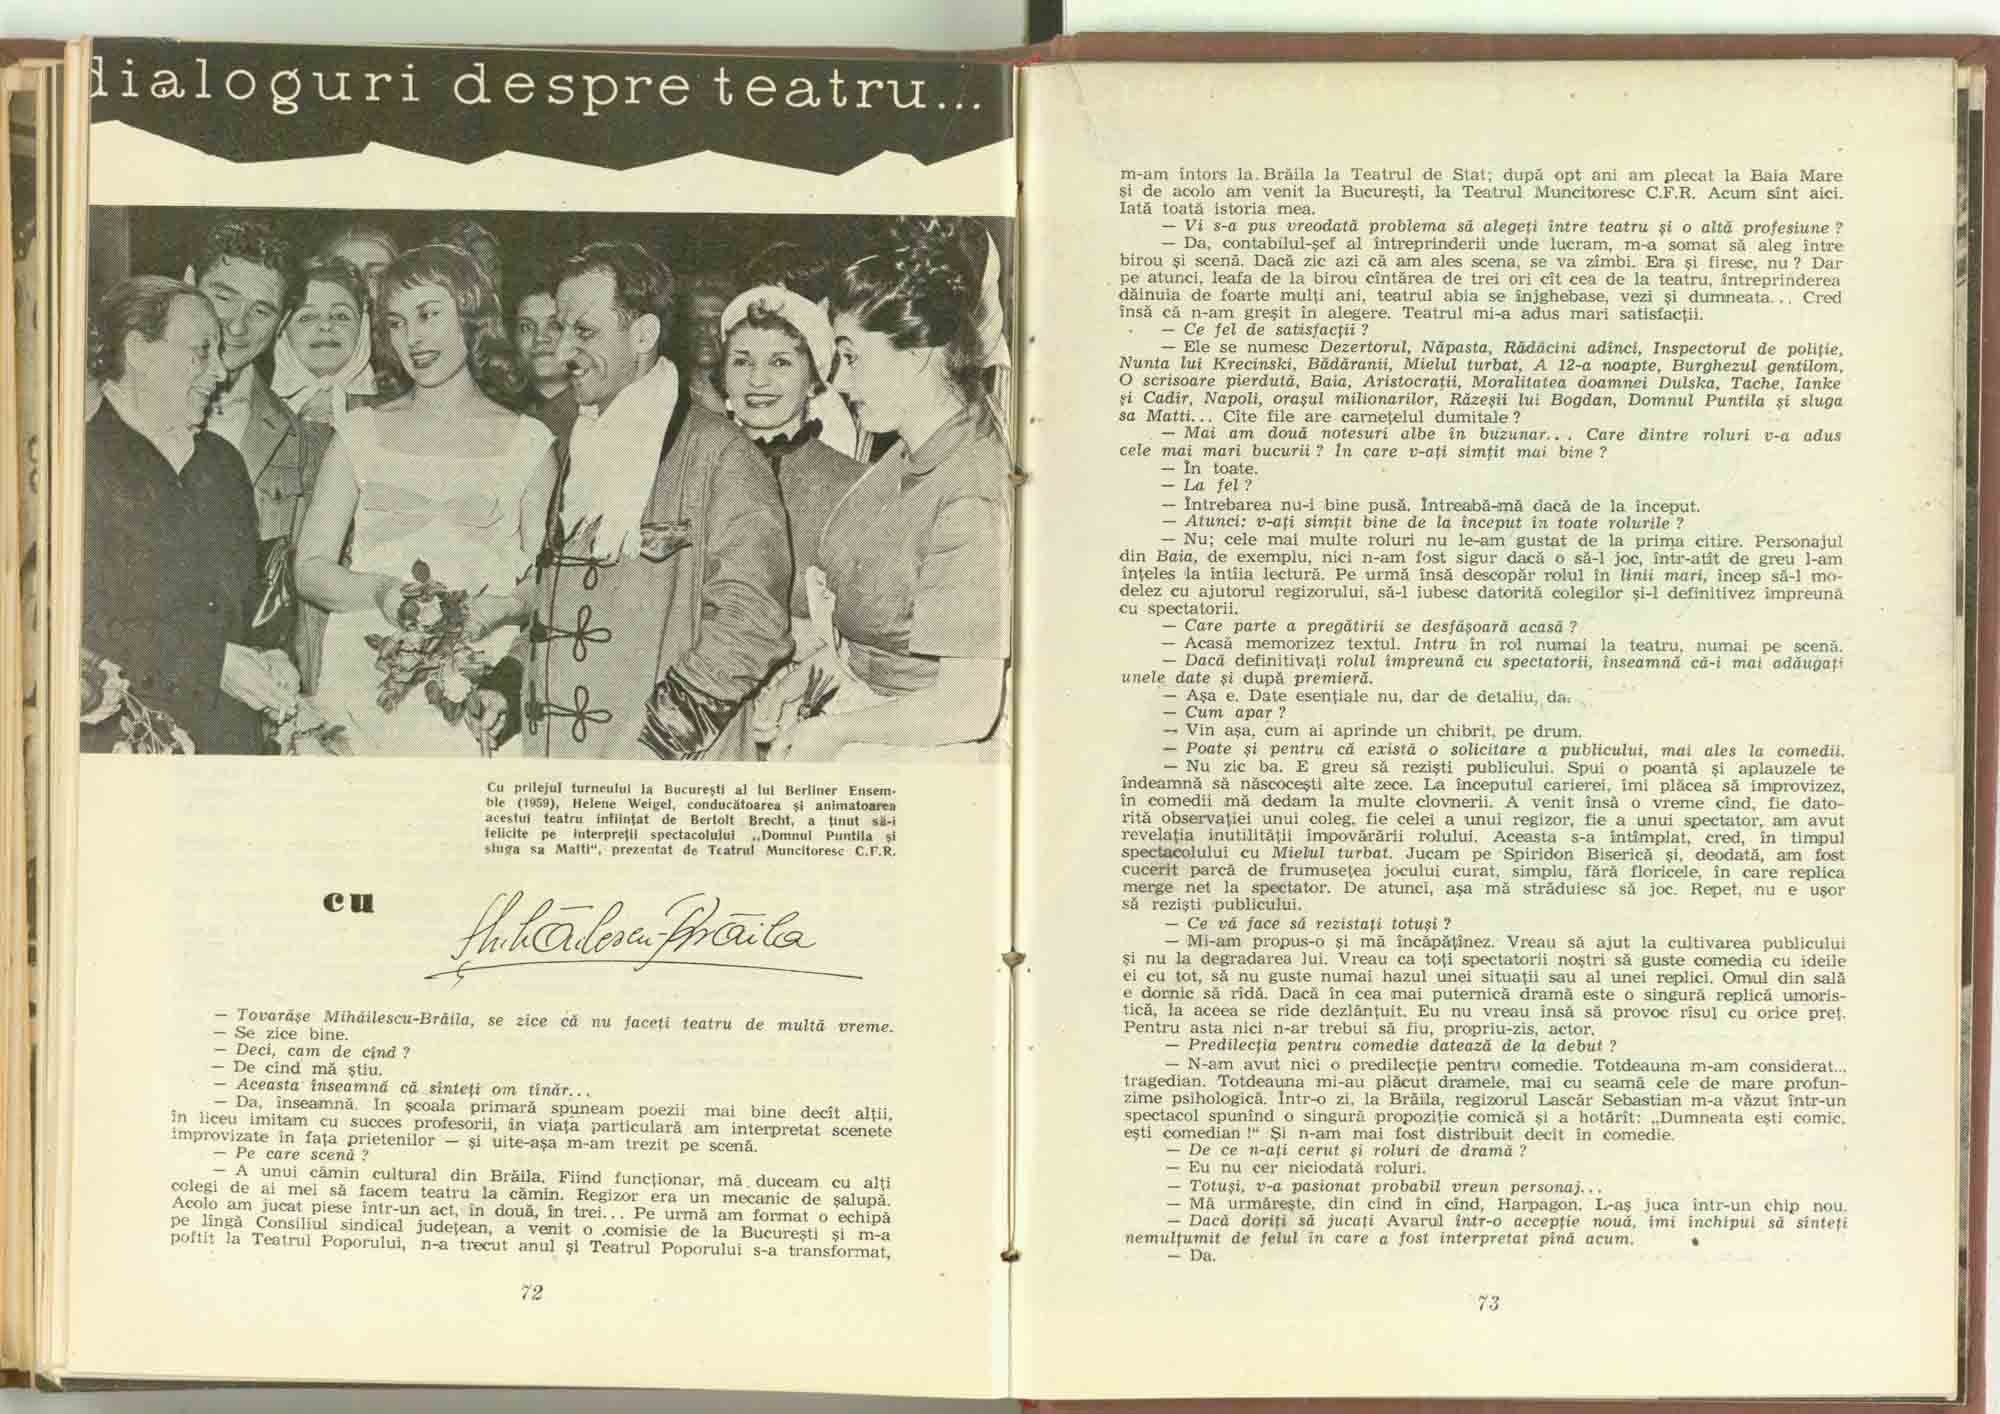 dialoguri despre teatru...
Cu prilejul turneului la București al lui Berliner Ensem-
ble (1959), Helene Weigel, conducătoarea și animatoarea
acestui teatru înființat de Bertolt Brecht, a ținut să-i
felicite pe interpreții spectacolului „Domnul Puntila și
sluga sa Matti“, prezentat de Teatrul Muncitoresc C.F.R.
cu
Mihăilescu-Brăila
— Tovarășe Mihăilescu-Brăila, se zice că nu faceți teatru de multă vreme.
— Se zice bine.
— Deci, cam de cînd ?
— De cînd mă știu.
— Aceasta înseamnă că sînteți om tînăr...
— Da, înseamnă. În școala primară spuneam poezii mai bine decît alții,
în liceu imitam cu succes profesorii, în viața particulară am interpretat scenete
improvizate în fața prietenilor — și uite-așa m-am trezit pe scenă.
— Pe care scenă ?
— A unui cămin cultural din Brăila. Fiind funcționar, mă duceam cu alți
colegi de ai mei să facem teatru la cămin. Regizor era un mecanic de șalupă.
Acolo am jucat piese într-un act, în două, în trei... Pe urmă am format o echipă
pe lîngă Consiliul sindical județean, a venit o comisie de la București și m-a
poftit la Teatrul Poporului, n-a trecut anul și Teatrul Poporului s-a transformat,
72
m-am întors la Brăila la Teatrul de Stat; după opt ani am plecat la Baia Mare
și de acolo am venit la București, la Teatrul Muncitoresc C.F.R. Acum sînt aici.
Iată toată istoria mea.
— Vi s-a pus vreodată problema să alegeți între teatru și o altă profesiune ?
— Da, contabilul-șef al întreprinderii unde lucram, m-a somat să aleg între
birou și scenă. Dacă zic azi că am ales scena, se va zîmbi. Era și firesc, nu ? Dar
pe atunci, leafa de la birou cîntărea de trei ori cît cea de la teatru, întreprinderea
dăinuia de foarte mulți ani, teatrul abia se înjghebase, vezi și dumneata... Cred
însă că n-am greșit în alegere. Teatrul mi-a adus mari satisfacții.
— Ce fel de satisfacții ?
— Ele se numesc Dezertorul, Năpasta, Rădăcini adînci, Inspectorul de poliție,
Nunta lui Krecinski, Bădăranii, Mielul turbat, A 12-a noapte, Burghezul gentilom,
O scrisoare pierdută, Baia, Aristocrații, Moralitatea doamnei Dulska, Tache, Ianke
și Cadîr, Napoli, orașul milionarilor, Răzeșii lui Bogdan, Domnul Puntila și sluga
sa Matti... Cîte file are carnețelul dumitale ?
— Mai am două notesuri albe în buzunar... Care dintre roluri v-a adus
cele mai mari bucurii ? În care v-ați simțit mai bine ?
— În toate.
— La fel ?
— Întrebarea nu-i bine pusă. Întreabă-mă dacă de la început.
— Atunci: v-ați simțit bine de la început în toate rolurile ?
— Nu; cele mai multe roluri nu le-am gustat de la prima citire. Personajul
din Baia, de exemplu, nici n-am fost sigur dacă o să-l joc, într-atît de greu l-am
înțeles la întîia lectură. Pe urmă însă descopăr rolul în linii mari, încep să-l mo-
delez cu ajutorul regizorului, să-l iubesc datorită colegilor și-l definitivez împreună
cu spectatorii.
— Care parte a pregătirii se desfășoară acasă ?
— Acasă memorizez textul. Intru în rol numai la teatru, numai pe scenă.
— Dacă definitivați rolul împreună cu spectatorii, înseamnă că-i mai adăugați
unele date și după premieră.
— Așa e. Date esențiale nu, dar de detaliu, da.
— Cum apar ?
— Vin așa, cum ai aprinde un chibrit, pe drum.
— Poate și pentru că există o solicitare a publicului, mai ales la comedii.
— Nu zic ba. E greu să reziști publicului. Spui o poantă și aplauzele te
îndeamnă să născocești alte zece. La începutul carierei, îmi plăcea să improvizez,
în comedii mă dedam la multe clovnerii. A venit însă o vreme cînd, fie dato-
rită observației unui coleg, fie celei a unui regizor, fie a unui spectator, am avut
revelația inutilității împovărării rolului. Aceasta s-a întîmplat, cred, în timpul
spectacolului cu Mielul turbat. Jucam pe Spiridon Biserică și, deodată, am fost
cucerit parcă de frumusețea jocului curat, simplu, fără floricele, în care replica
merge net la spectator. De atunci, așa mă străduiesc să joc. Repet, nu e ușor
să reziști publicului.
— Ce vă face să rezistați totuși ?
— Mi-am propus-o și mă încăpățînez. Vreau să ajut la cultivarea publicului
și nu la degradarea lui. Vreau ca toți spectatorii noștri să guste comedia cu ideile
ei cu tot, să nu guste numai hazul unei situații sau al unei replici. Omul din sală
e dornic să rîdă. Dacă în cea mai puternică dramă este o singură replică umoris-
tică, la aceea se ride dezlănțuit. Eu nu vreau însă să provoc rîsul cu orice preț.
Pentru asta nici n-ar trebui să fiu, propriu-zis, actor.
— Predilecția pentru comedie datează de la debut ?
— N-am avut nici o predilecție pentru comedie. Totdeauna m-am considerat...
tragedian. Totdeauna mi-au plăcut dramele, mai cu seamă cele de mare profun-
zime psihologică. Într-o zi, la Brăila, regizorul Lascăr Sebastian m-a văzut într-un
spectacol spunînd o singură propoziție comică și a hotărît: „Dumneata ești comic,
ești comedian !“ Și n-am mai fost distribuit decît în comedie.
— De ce n-ați cerut și roluri de dramă ?
— Eu nu cer niciodată roluri.
— Totuși, v-a pasionat probabil vreun personaj...
— Mă urmărește, din cînd în cînd, Harpagon. L-aș juca într-un chip nou.
— Dacă doriți să jucați Avarul într-o accepție nouă, îmi închipui să sînteți
nemulțumit de felul în care a fost interpretat pînă acum.
— Da.
73